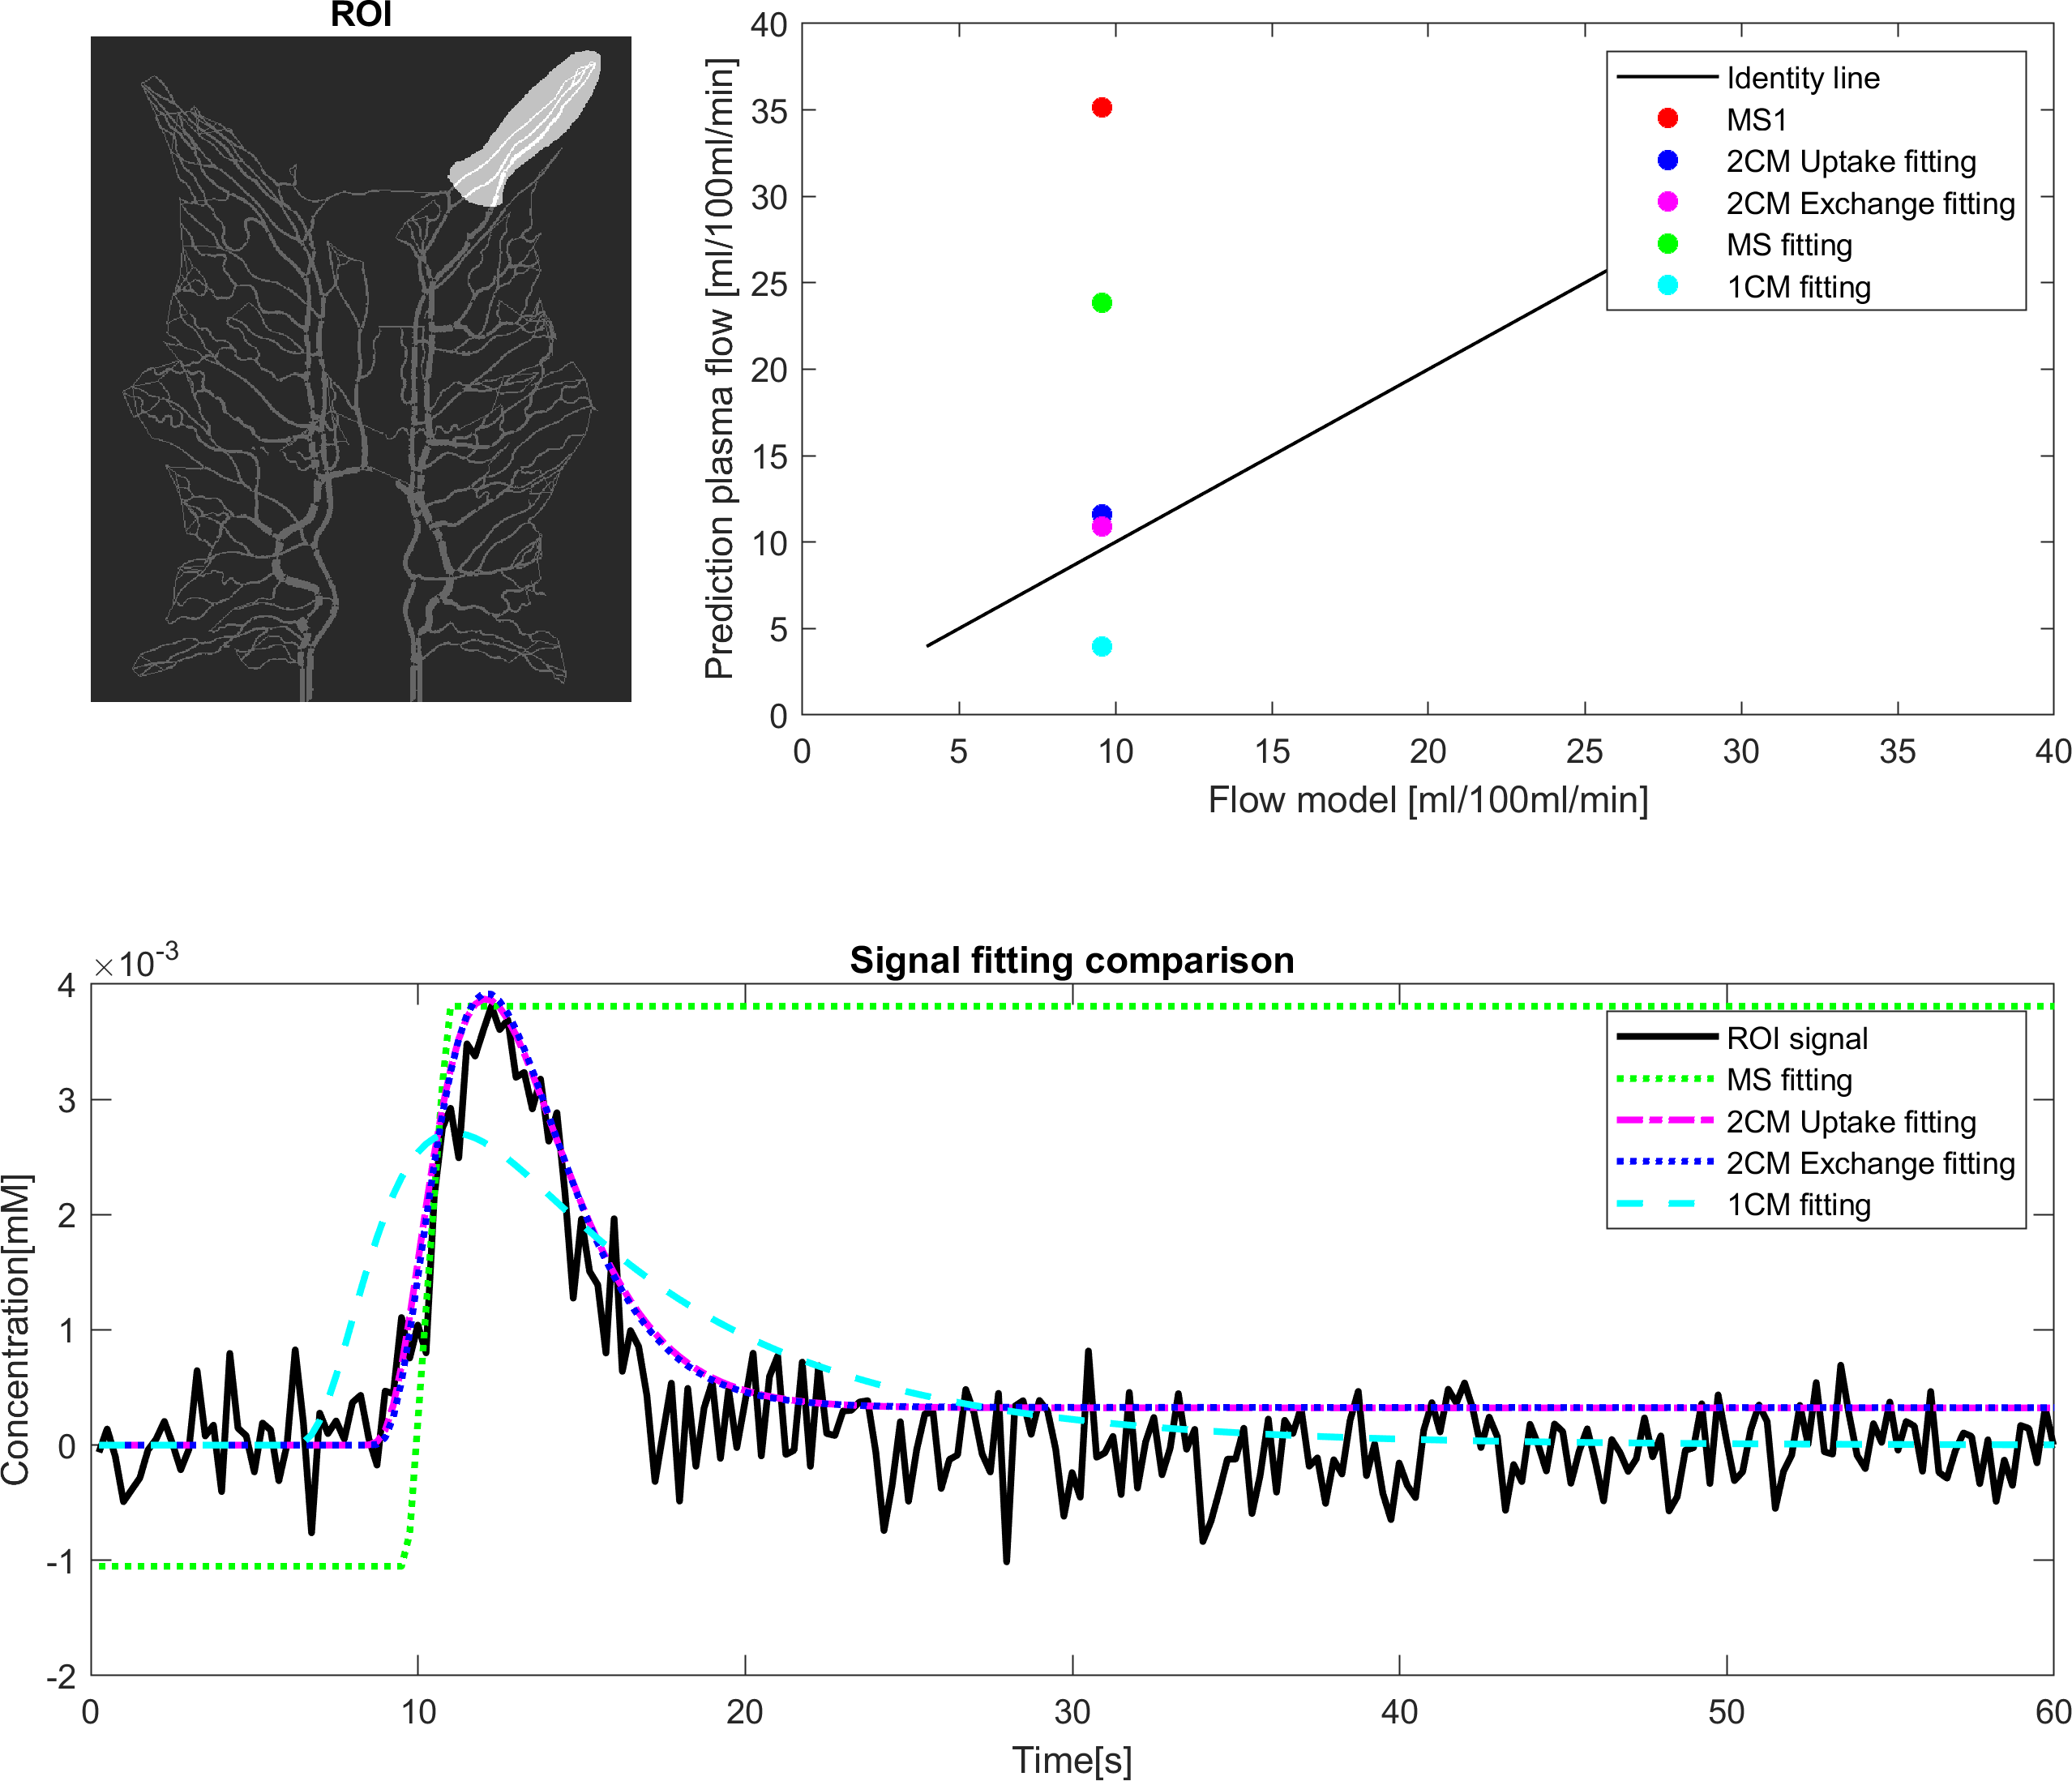 ROI
40
35
30
25
20
15
10
5
0
Prediction plasma flow [ml/100ml/min]
Identity line
MS1
2CM Uptake fitting
2CM Exchange fitting
MS fitting
1CM fitting
0 5 10 15 20 25 30 35 40
Flow model [ml/100ml/min]
Signal fitting comparison
×10⁻³
4
3
2
1
0
-1
-2
Concentration[mM]
ROI signal
MS fitting
2CM Uptake fitting
2CM Exchange fitting
1CM fitting
0 10 20 30 40 50 60
Time[s]